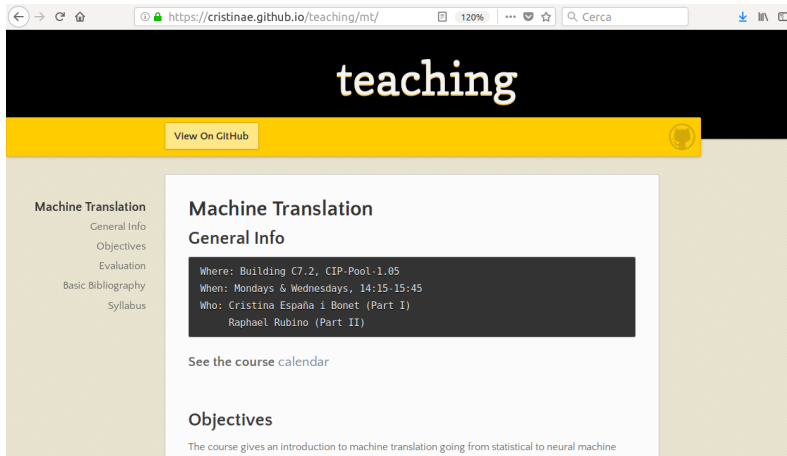 https://cristinae.github.io/teaching/mt/
120%
Cerca
teaching
View On GitHub
Machine Translation
General Info
Objectives
Evaluation
Basic Bibliography
Syllabus
Machine Translation
General Info
Where: Building C7.2, CIP-Pool-1.05
When: Mondays & Wednesdays, 14:15-15:45
Who: Cristina España i Bonet (Part I)
Raphael Rubino (Part II)
See the course calendar
Objectives
The course gives an introduction to machine translation going from statistical to neural machine